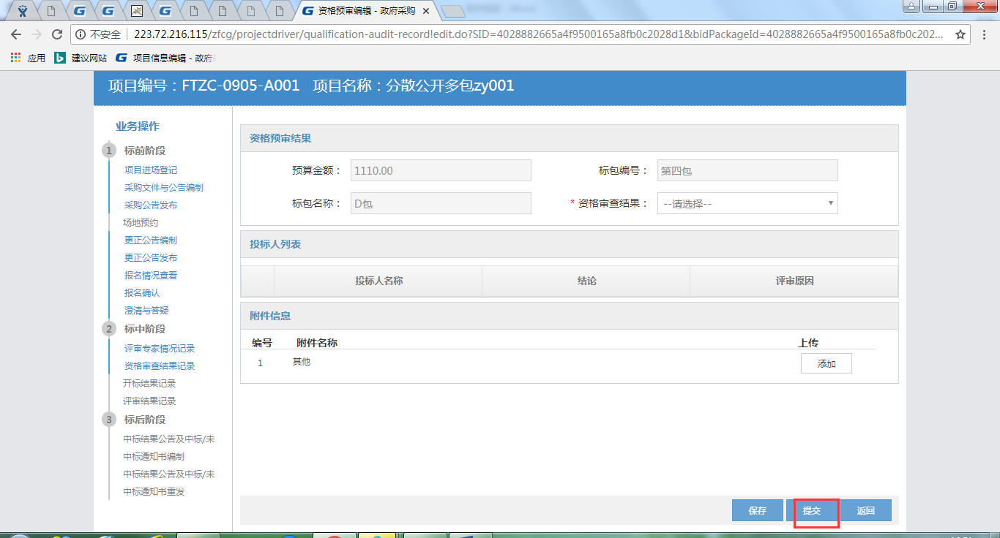 资格预审编辑 - 政府采购
不安全 223.72.216.115/zfcg/projectdriver/qualification-audit-record!edit.do?SID=4028882665a4f9500165a8fb0c2028d1&bidPackageId=4028882665a4f9500165a8fb0c202...
应用 建议网站 项目信息编辑 - 政府
项目编号：FTZC-0905-A001 项目名称：分散公开多包zy001
业务操作
1 标前阶段
项目进场登记
采购文件与公告编制
采购公告发布
场地预约
更正公告编制
更正公告发布
报名情况查看
报名确认
澄清与答疑
2 标中阶段
评审专家情况记录
资格审查结果记录
开标结果记录
评审结果记录
3 标后阶段
中标结果公告及中标/未
中标通知书编制
中标结果公告及中标/未
中标通知书重发
资格预审结果
预算金额： 1110.00 标包编号： 第四包
标包名称： D包 * 资格审查结果： --请选择--
投标人列表
投标人名称 结论 评审原因
附件信息
编号 附件名称 上传
1 其他 添加
保存 提交 返回